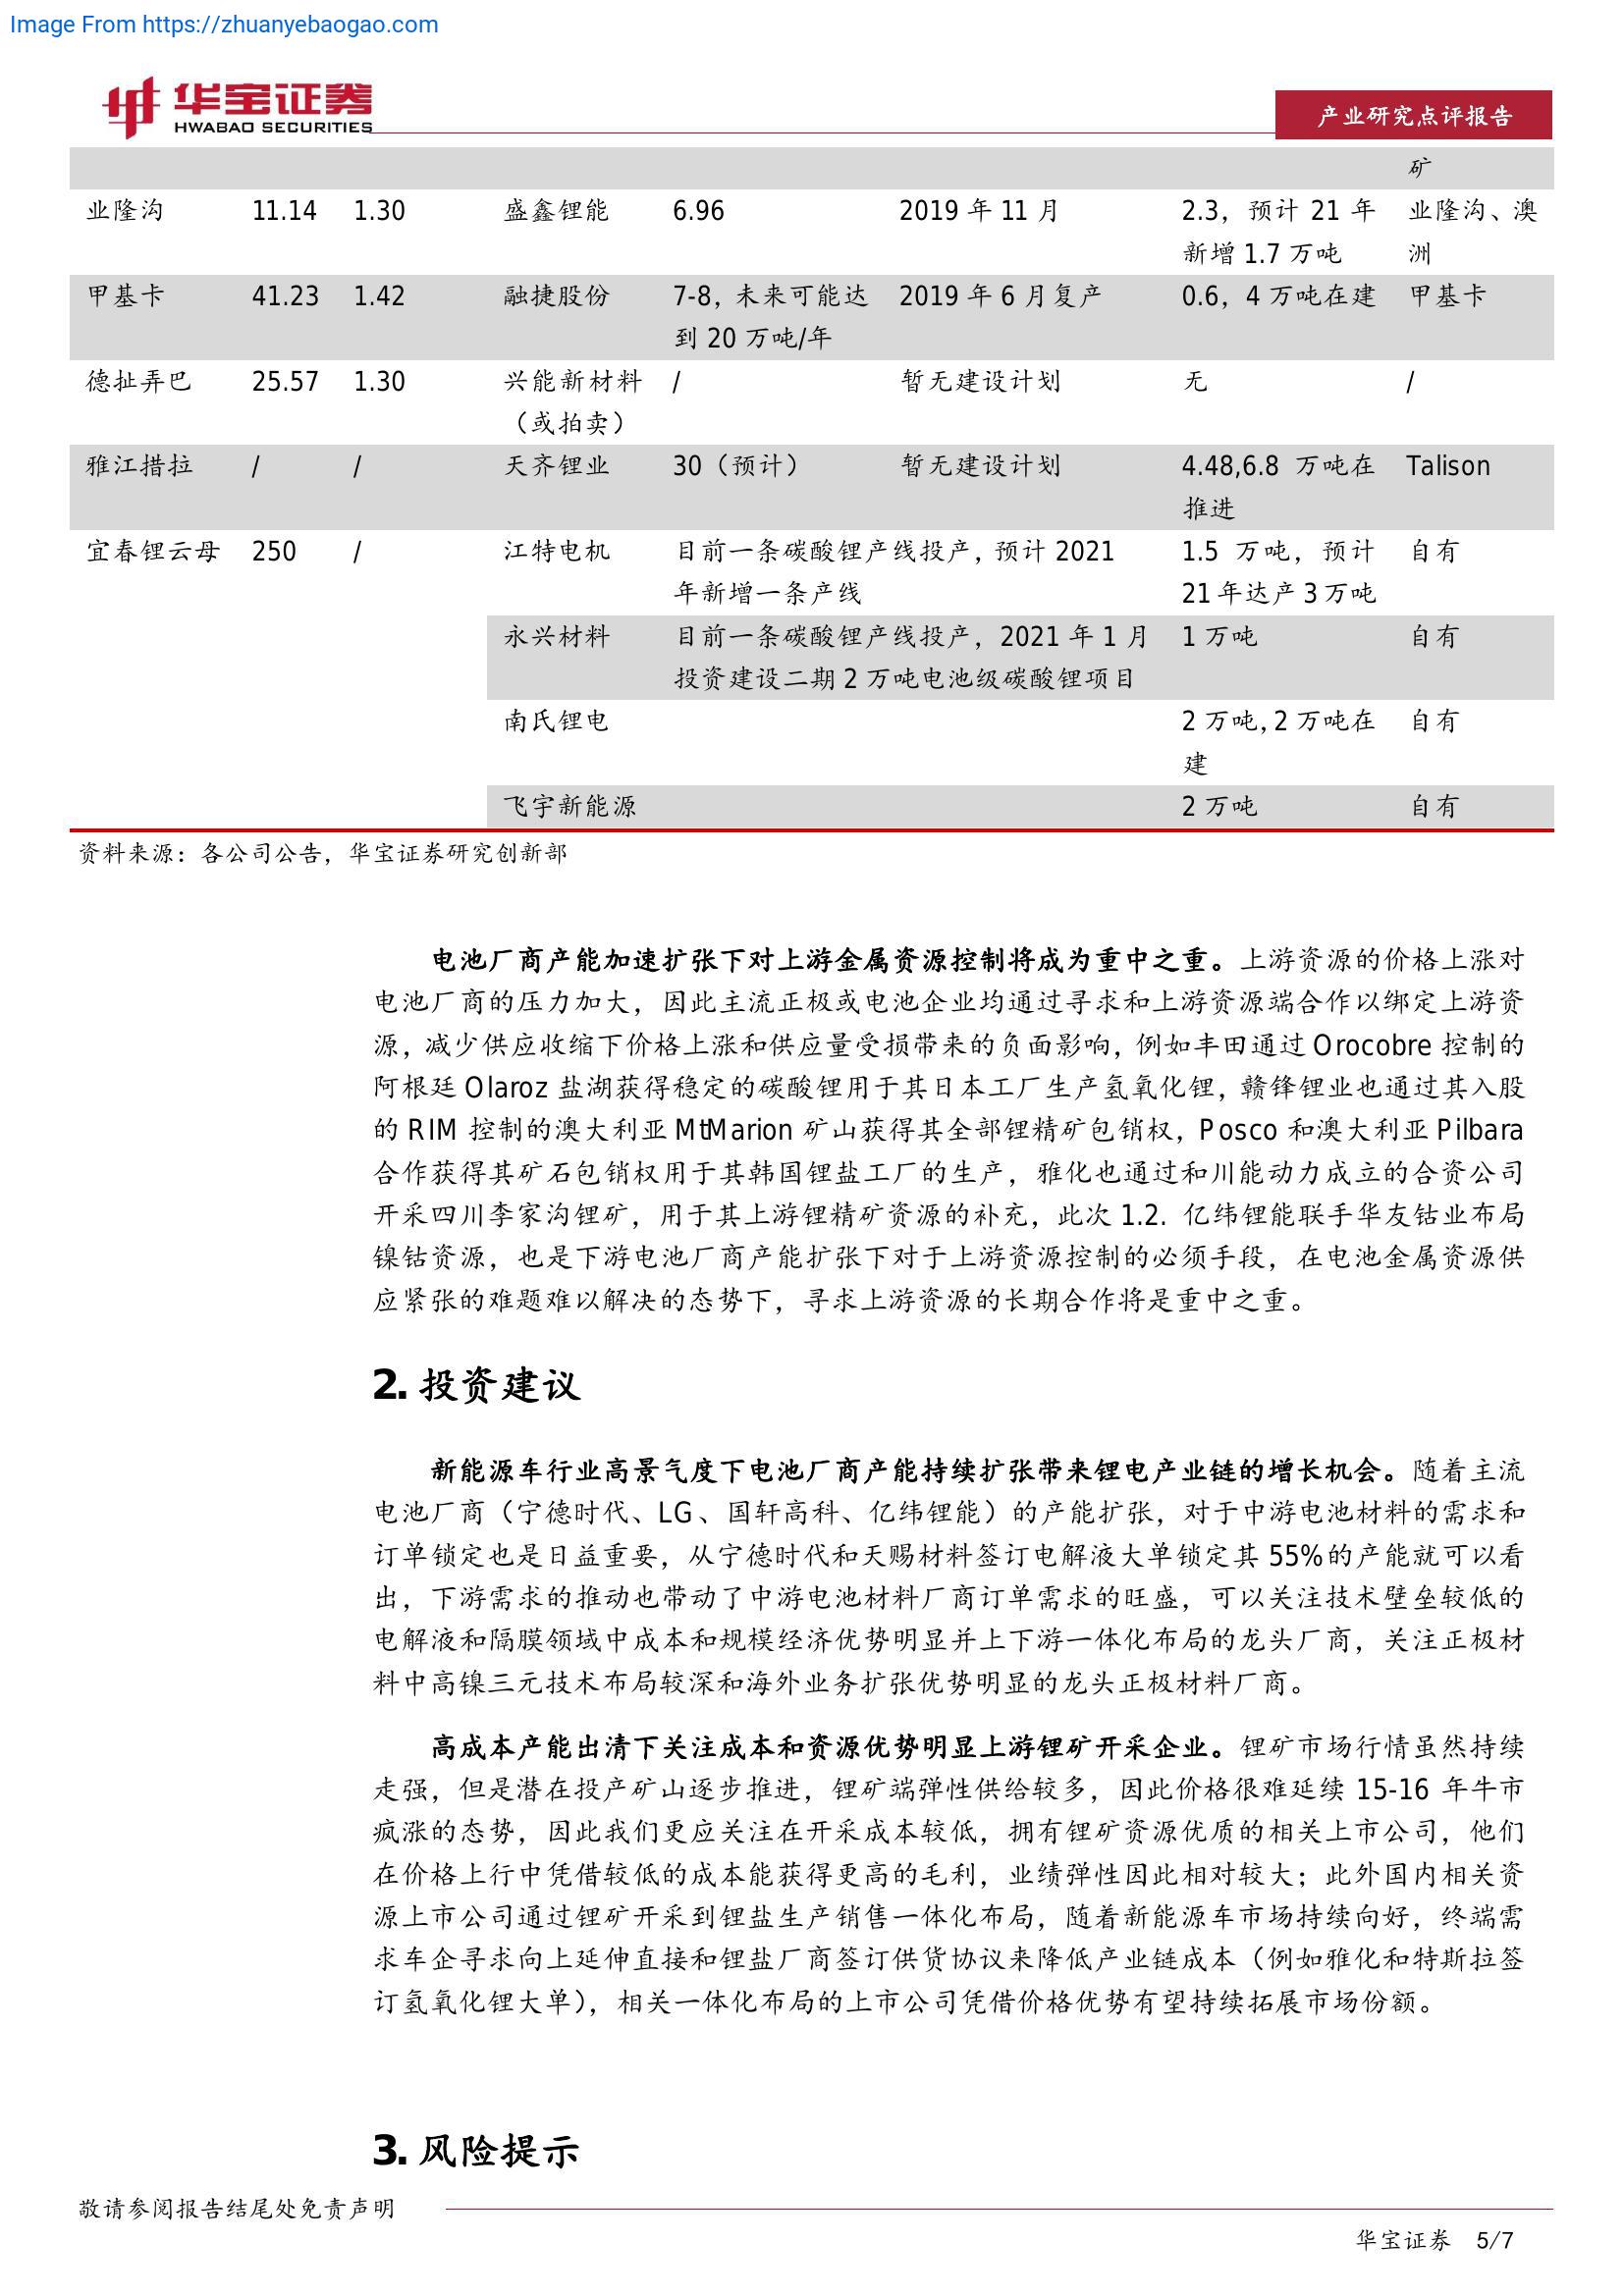 Image From https://zhuanyebaogao.com
华宝证券
HWABAO SECURITIES
产业研究点评报告
矿
业隆沟 11.14 1.30 盛鑫锂能 6.96 2019 年 11 月 2.3，预计 21 年 业隆沟、澳
新增 1.7 万吨 洲
甲基卡 41.23 1.42 融捷股份 7-8，未来可能达 2019 年 6 月复产 0.6，4 万吨在建 甲基卡
到 20 万吨/年
德扯弄巴 25.57 1.30 兴能新材料 / 暂无建设计划 无 /
（或拍卖）
雅江措拉 / / 天齐锂业 30（预计） 暂无建设计划 4.48,6.8 万吨在 Talison
推进
宜春锂云母 250 / 江特电机 目前一条碳酸锂产线投产，预计 2021 1.5 万吨，预计 自有
年新增一条产线 21 年达产 3 万吨
永兴材料 目前一条碳酸锂产线投产，2021 年 1 月 1 万吨 自有
投资建设二期 2 万吨电池级碳酸锂项目
南氏锂电 2 万吨，2 万吨在 自有
建
飞宇新能源 2 万吨 自有
资料来源：各公司公告，华宝证券研究创新部
电池厂商产能加速扩张下对上游金属资源控制将成为重中之重。上游资源的价格上涨对
电池厂商的压力加大，因此主流正极或电池企业均通过寻求和上游资源端合作以绑定上游资
源，减少供应收缩下价格上涨和供应量受损带来的负面影响，例如丰田通过 Orocobre 控制的
阿根廷 Olaroz 盐湖获得稳定的碳酸锂用于其日本工厂生产氢氧化锂，赣锋锂业也通过其入股
的 RIM 控制的澳大利亚 MtMarion 矿山获得其全部锂精矿包销权，Posco 和澳大利亚 Pilbara
合作获得其矿石包销权用于其韩国锂盐工厂的生产，雅化也通过和川能动力成立的合资公司
开采四川李家沟锂矿，用于其上游锂精矿资源的补充，此次 1.2. 亿纬锂能联手华友钴业布局
镍钴资源，也是下游电池厂商产能扩张下对于上游资源控制的必须手段，在电池金属资源供
应紧张的难题难以解决的态势下，寻求上游资源的长期合作将是重中之重。
2. 投资建议
新能源车行业高景气度下电池厂商产能持续扩张带来锂电产业链的增长机会。随着主流
电池厂商（宁德时代、LG、国轩高科、亿纬锂能）的产能扩张，对于中游电池材料的需求和
订单锁定也是日益重要，从宁德时代和天赐材料签订电解液大单锁定其 55%的产能就可以看
出，下游需求的推动也带动了中游电池材料厂商订单需求的旺盛，可以关注技术壁垒较低的
电解液和隔膜领域中成本和规模经济优势明显并上下游一体化布局的龙头厂商，关注正极材
料中高镍三元技术布局较深和海外业务扩张优势明显的龙头正极材料厂商。
高成本产能出清下关注成本和资源优势明显上游锂矿开采企业。锂矿市场行情虽然持续
走强，但是潜在投产矿山逐步推进，锂矿端弹性供给较多，因此价格很难延续 15-16 年牛市
疯涨的态势，因此我们更应关注在开采成本较低，拥有锂矿资源优质的相关上市公司，他们
在价格上行中凭借较低的成本能获得更高的毛利，业绩弹性因此相对较大；此外国内相关资
源上市公司通过锂矿开采到锂盐生产销售一体化布局，随着新能源车市场持续向好，终端需
求车企寻求向上延伸直接和锂盐厂商签订供货协议来降低产业链成本（例如雅化和特斯拉签
订氢氧化锂大单），相关一体化布局的上市公司凭借价格优势有望持续拓展市场份额。
3. 风险提示
敬请参阅报告结尾处免责声明
华宝证券 5/7